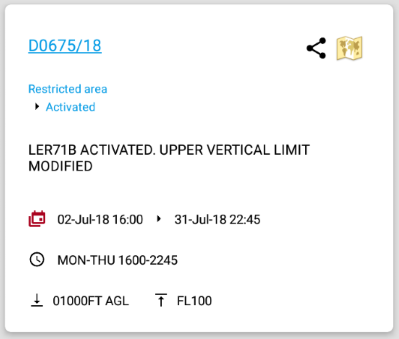 D0675/18
Restricted area
Activated
LER71B ACTIVATED. UPPER VERTICAL LIMIT
MODIFIED
02-Jul-18 16:00 31-Jul-18 22:45
MON-THU 1600-2245
01000FT AGL FL100